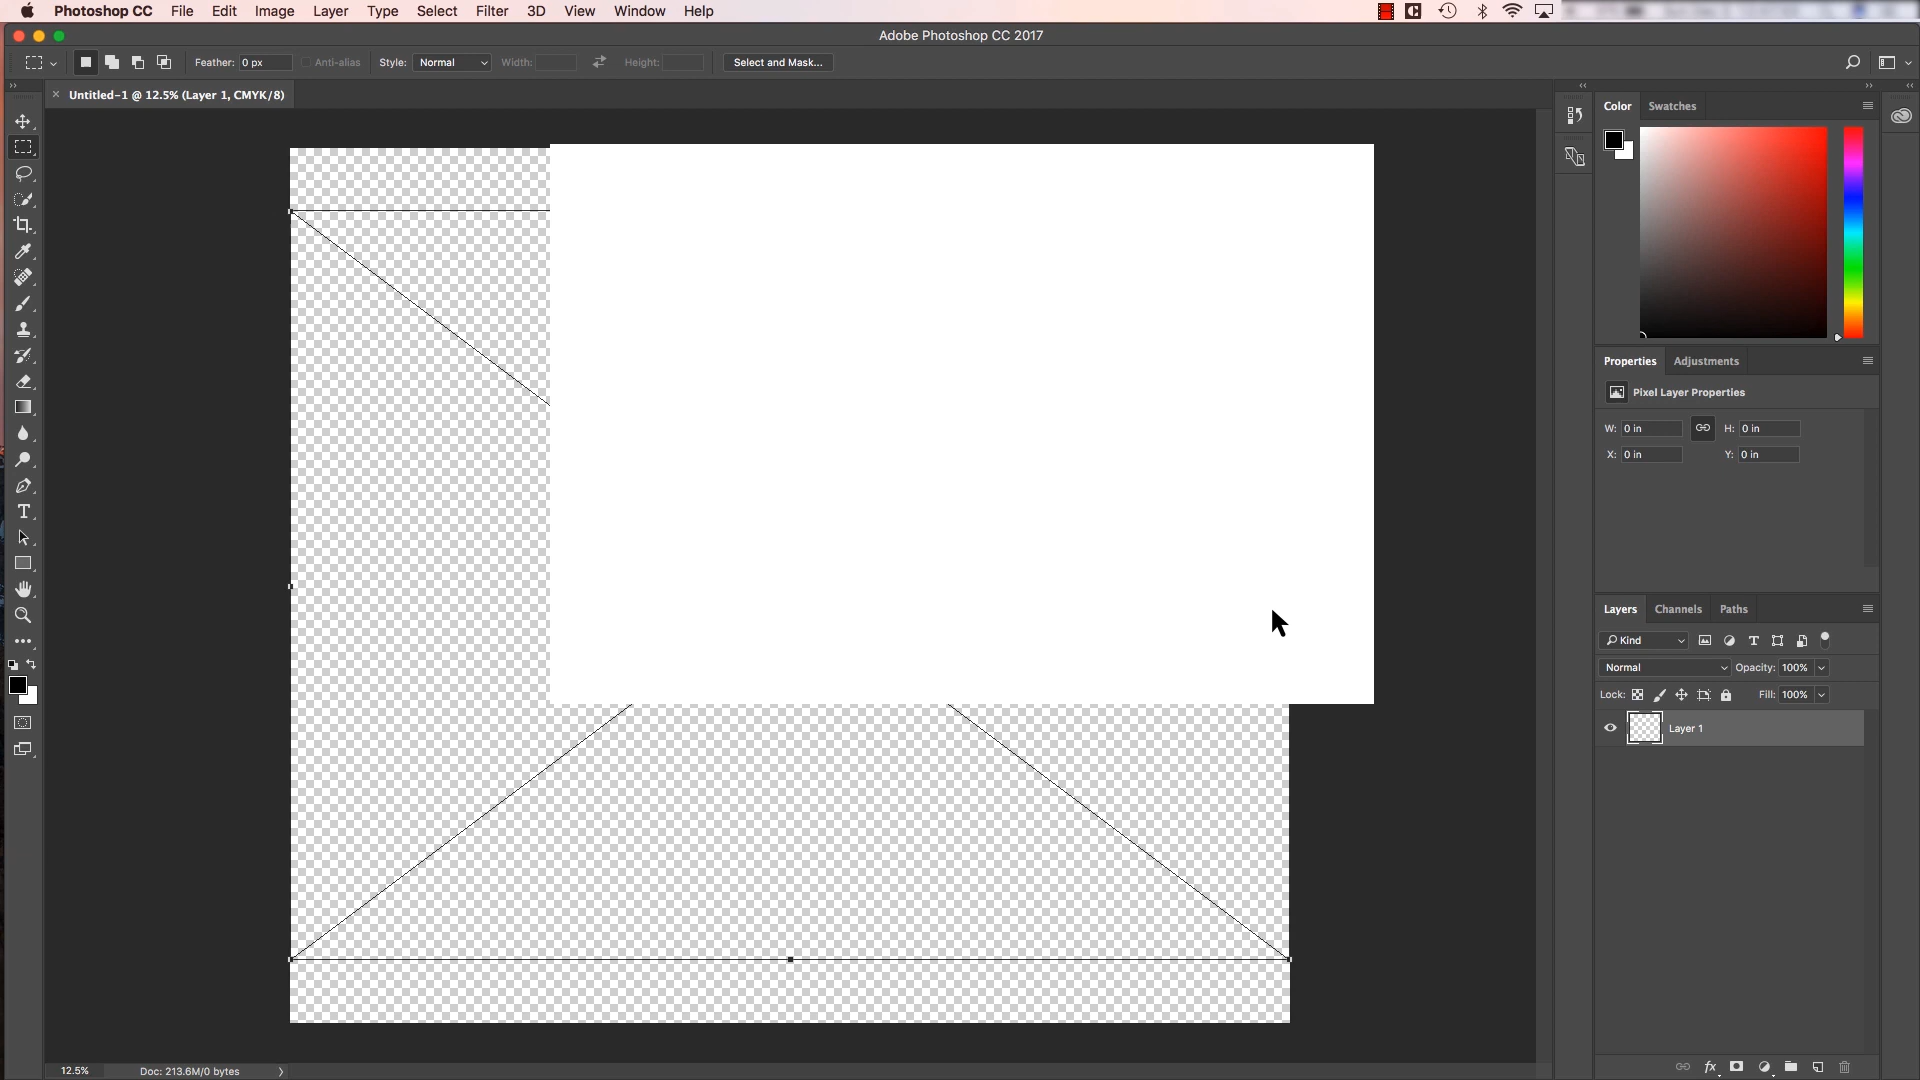 Photoshop CC File Edit Image Layer Type Select Filter 3D View Window Help
Adobe Photoshop CC 2017
Feather: 0 px Anti-alias Style: Normal Width: Height: Select and Mask...
× Untitled-1 @ 12.5% (Layer 1, CMYK/8)
Color Swatches
Properties Adjustments
Pixel Layer Properties
W: 0 in H: 0 in
X: 0 in Y: 0 in
Layers Channels Paths
Kind
Normal Opacity: 100%
Lock: Fill: 100%
Layer 1
12.5% Doc: 213.6M/0 bytes